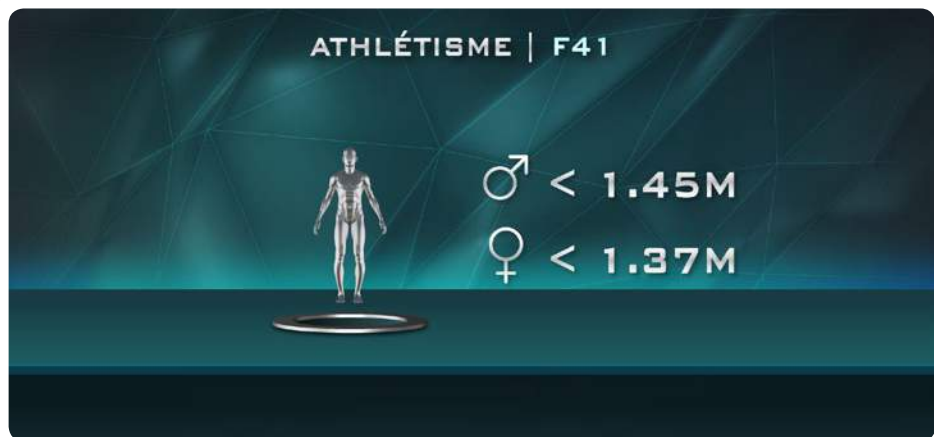 ATHLÉTISME | F41
♂ < 1.45M
♀ < 1.37M